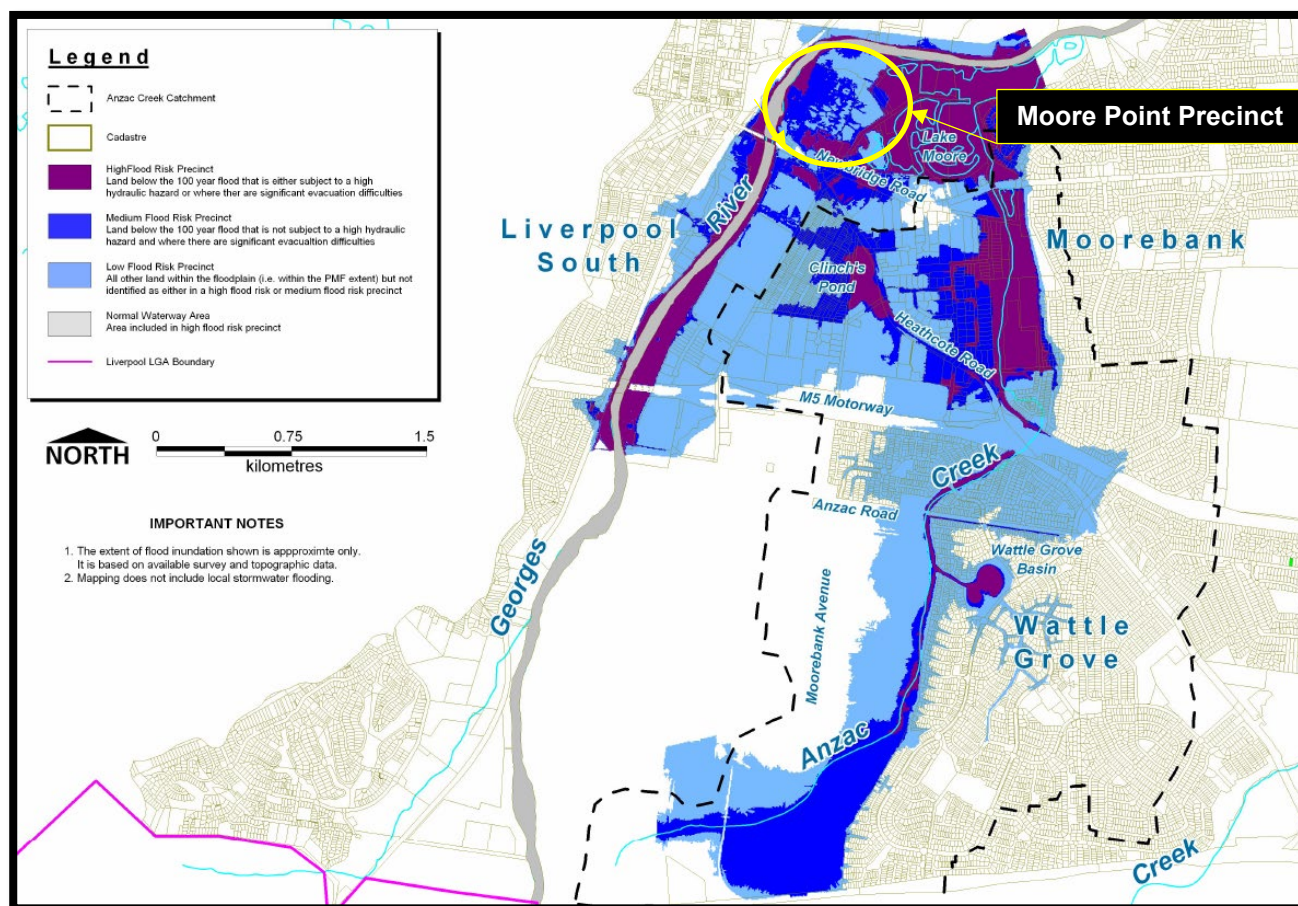 Legend
Anzac Creek Catchment
Cadastre
HighFlood Risk Precinct
Land below the 100 year flood that is either subject to a high
hydraulic hazard or where ther are significant evacuation difficulties
Medium Flood Risk Precinct
Land below the 100 year flood that is not subject to a high hydraulic
hazard and where there are significant evacualtion difficulties
Low Flood Risk Precinct
All other land within the floodplain (i.e. within the PMF extent) but not
identified as either in a high flood risk or medium flood risk precinct
Normal Waterway Area
Area included in high flood risk precinct
Liverpool LGA Boundary
NORTH
0 0.75 1.5
kilometres
IMPORTANT NOTES
1. The extent of flood inundation shown is appproximte only.
It is based on available survey and topographic data.
2. Mapping does not include local stormwater flooding.
Moore Point Precinct
Lake
Moore
Newbridge Road
River
Liverpool
South
Moorebank
Clinch's
Pond
Heathcote Road
M5 Motorway
Creek
Anzac Road
Wattle Grove
Basin
Georges
Moorebank Avenue
Wattle
Grove
Anzac
Creek